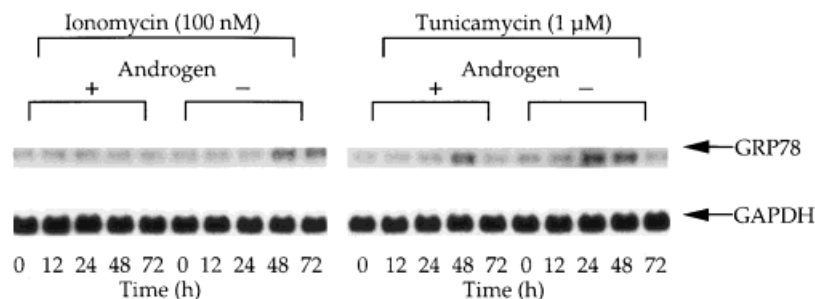 Ionomycin (100 nM) Tunicamycin (1 µM)
Androgen Androgen
+ − + −
GRP78
GAPDH
0 12 24 48 72 0 12 24 48 72 0 12 24 48 72 0 12 24 48 72
Time (h) Time (h)